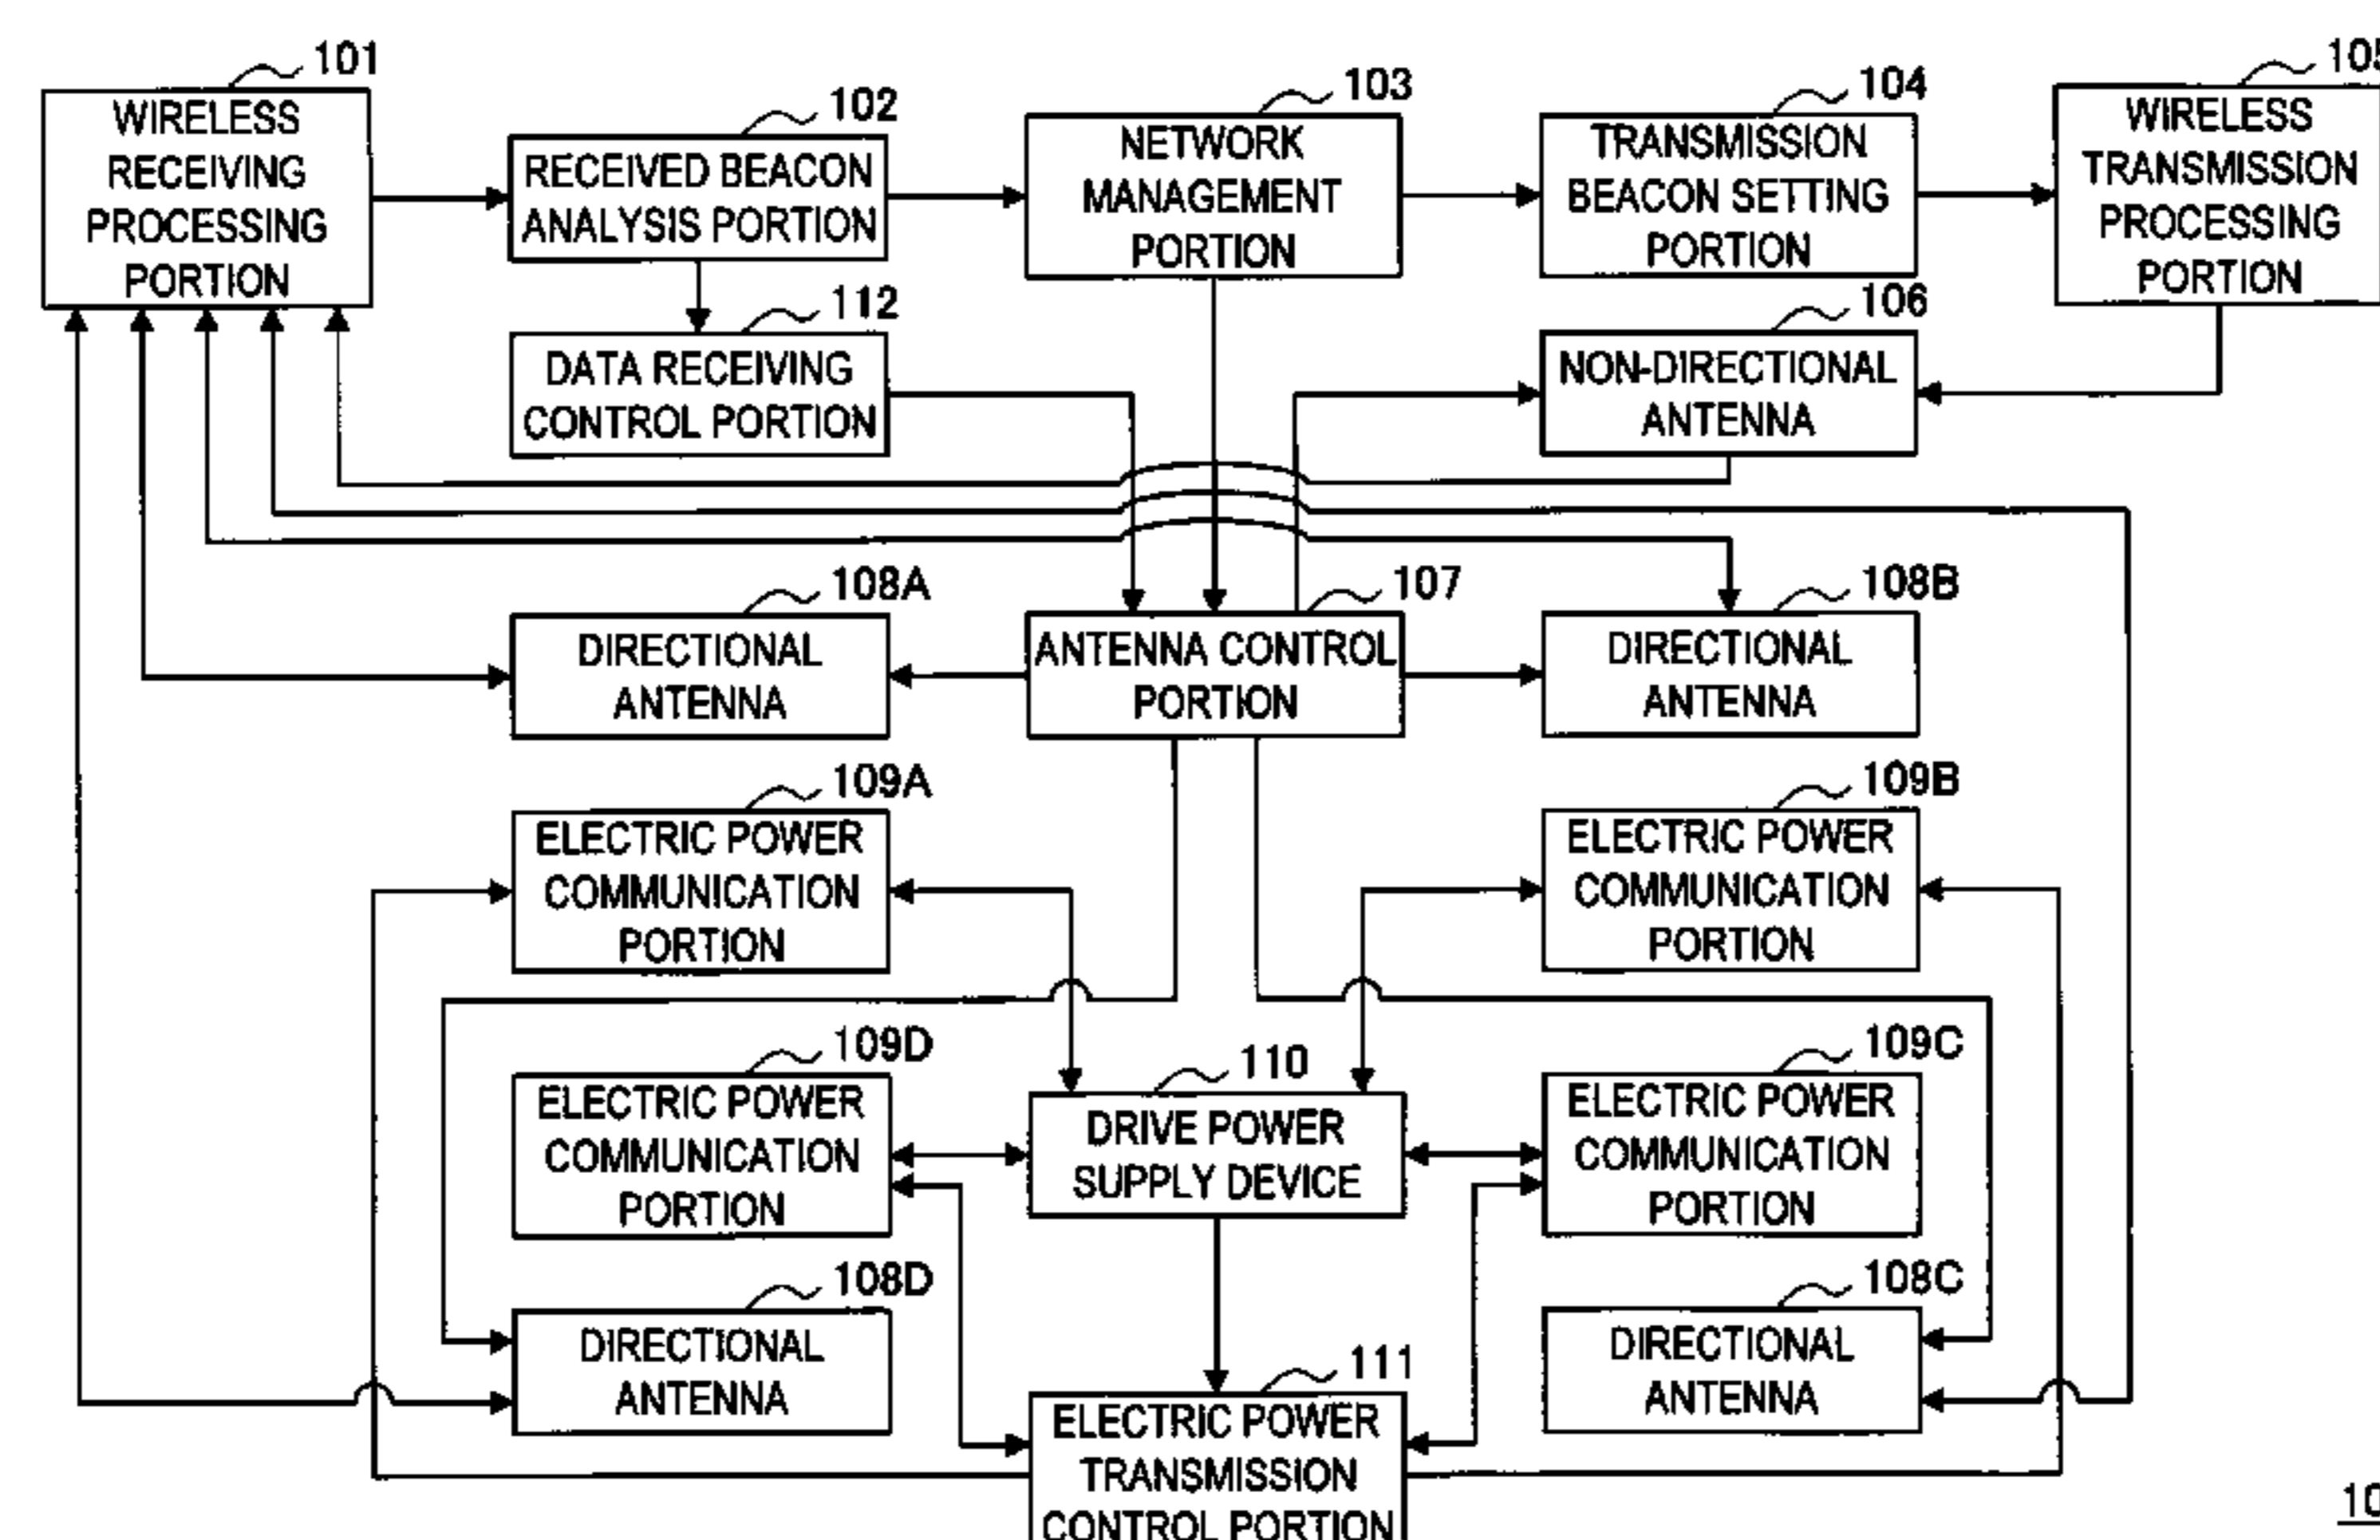 101
WIRELESS
RECEIVING
PROCESSING
PORTION
102
RECEIVED BEACON
ANALYSIS PORTION
103
NETWORK
MANAGEMENT
PORTION
104
TRANSMISSION
BEACON SETTING
PORTION
105
WIRELESS
TRANSMISSION
PROCESSING
PORTION
112
DATA RECEIVING
CONTROL PORTION
106
NON-DIRECTIONAL
ANTENNA
108A
DIRECTIONAL
ANTENNA
107
ANTENNA CONTROL
PORTION
108B
DIRECTIONAL
ANTENNA
109A
ELECTRIC POWER
COMMUNICATION
PORTION
109B
ELECTRIC POWER
COMMUNICATION
PORTION
109D
ELECTRIC POWER
COMMUNICATION
PORTION
110
DRIVE POWER
SUPPLY DEVICE
109C
ELECTRIC POWER
COMMUNICATION
PORTION
108D
DIRECTIONAL
ANTENNA
111
ELECTRIC POWER
TRANSMISSION
CONTROL PORTION
108C
DIRECTIONAL
ANTENNA